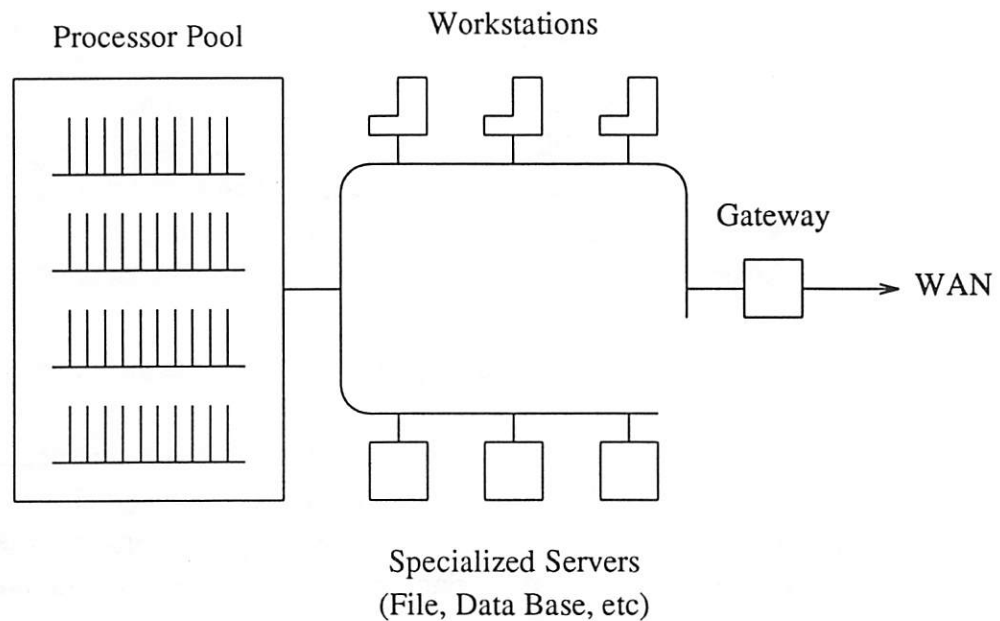 Processor Pool
Workstations
Gateway
WAN
Specialized Servers
(File, Data Base, etc)